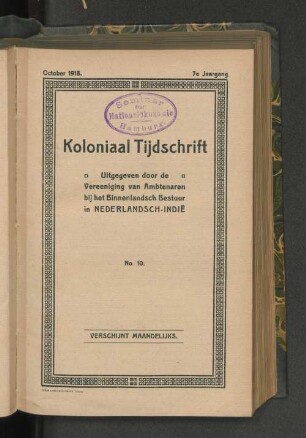 October 1918. 7e Jaargang
Seminar
für
Nationalökonomie
Hamburg
Koloniaal Tijdschrift
Uitgegeven door de
Vereeniging van Ambtenaren
bij het Binnenlandsch Bestuur
in NEDERLANDSCH-INDIË
No. 10.
VERSCHIJNT MAANDELIJKS.